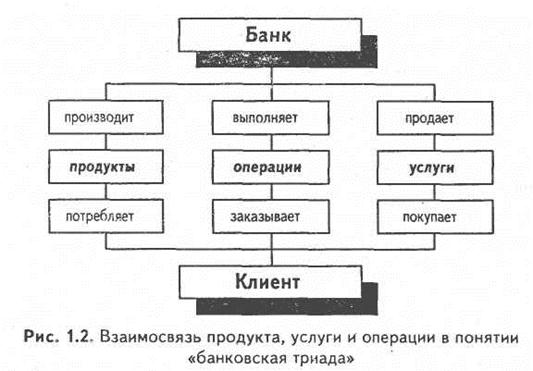 Банк
производит
выполняет
продает
продукты
операции
услуги
потребляет
заказывает
покупает
Клиент
Рис. 1.2. Взаимосвязь продукта, услуги и операции в понятии
«банковская триада»